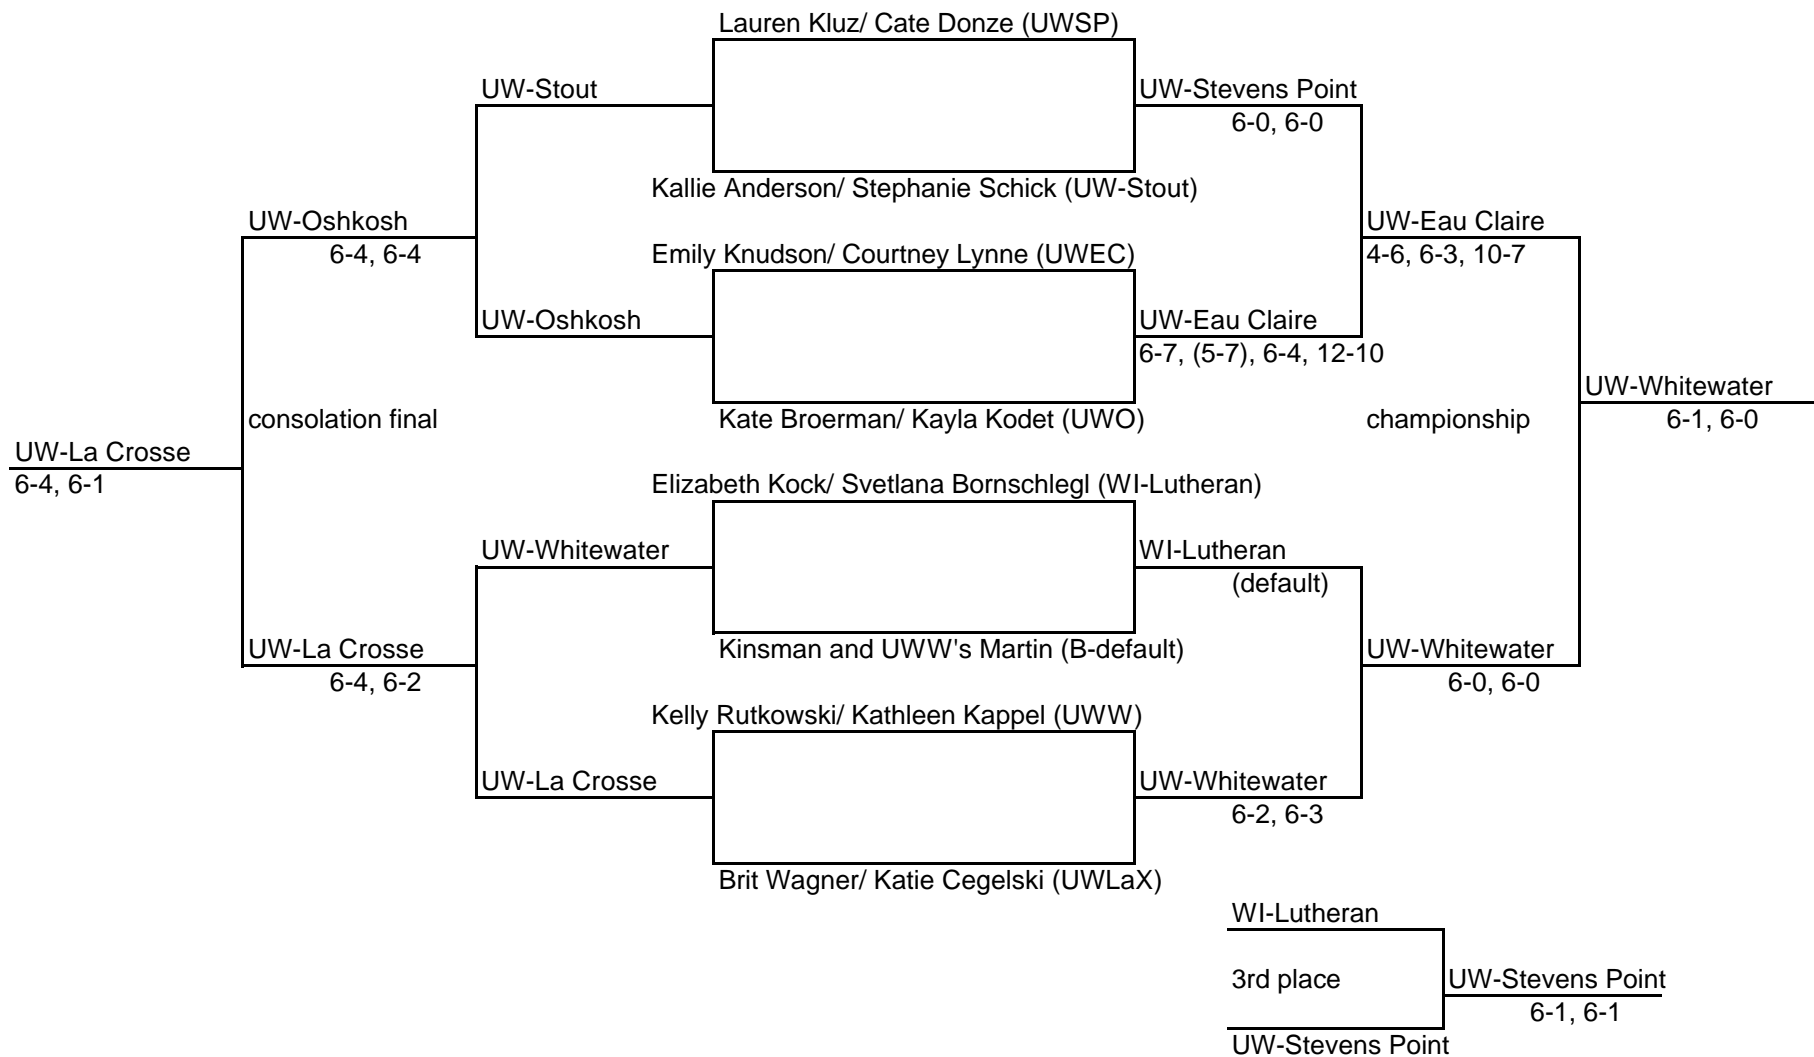 Lauren Kluz/ Cate Donze (UWSP)
UW-Stout
UW-Stevens Point
6-0, 6-0
Kallie Anderson/ Stephanie Schick (UW-Stout)
UW-Oshkosh
UW-Eau Claire
6-4, 6-4
Emily Knudson/ Courtney Lynne (UWEC)
4-6, 6-3, 10-7
UW-Oshkosh
UW-Eau Claire
6-7, (5-7), 6-4, 12-10
UW-Whitewater
consolation final
Kate Broerman/ Kayla Kodet (UWO)
championship
6-1, 6-0
UW-La Crosse
6-4, 6-1
Elizabeth Kock/ Svetlana Bornschlegl (WI-Lutheran)
UW-Whitewater
WI-Lutheran
(default)
UW-La Crosse
Kinsman and UWW's Martin (B-default)
UW-Whitewater
6-4, 6-2
6-0, 6-0
Kelly Rutkowski/ Kathleen Kappel (UWW)
UW-La Crosse
UW-Whitewater
6-2, 6-3
Brit Wagner/ Katie Cegelski (UWLaX)
WI-Lutheran
3rd place
UW-Stevens Point
6-1, 6-1
UW-Stevens Point